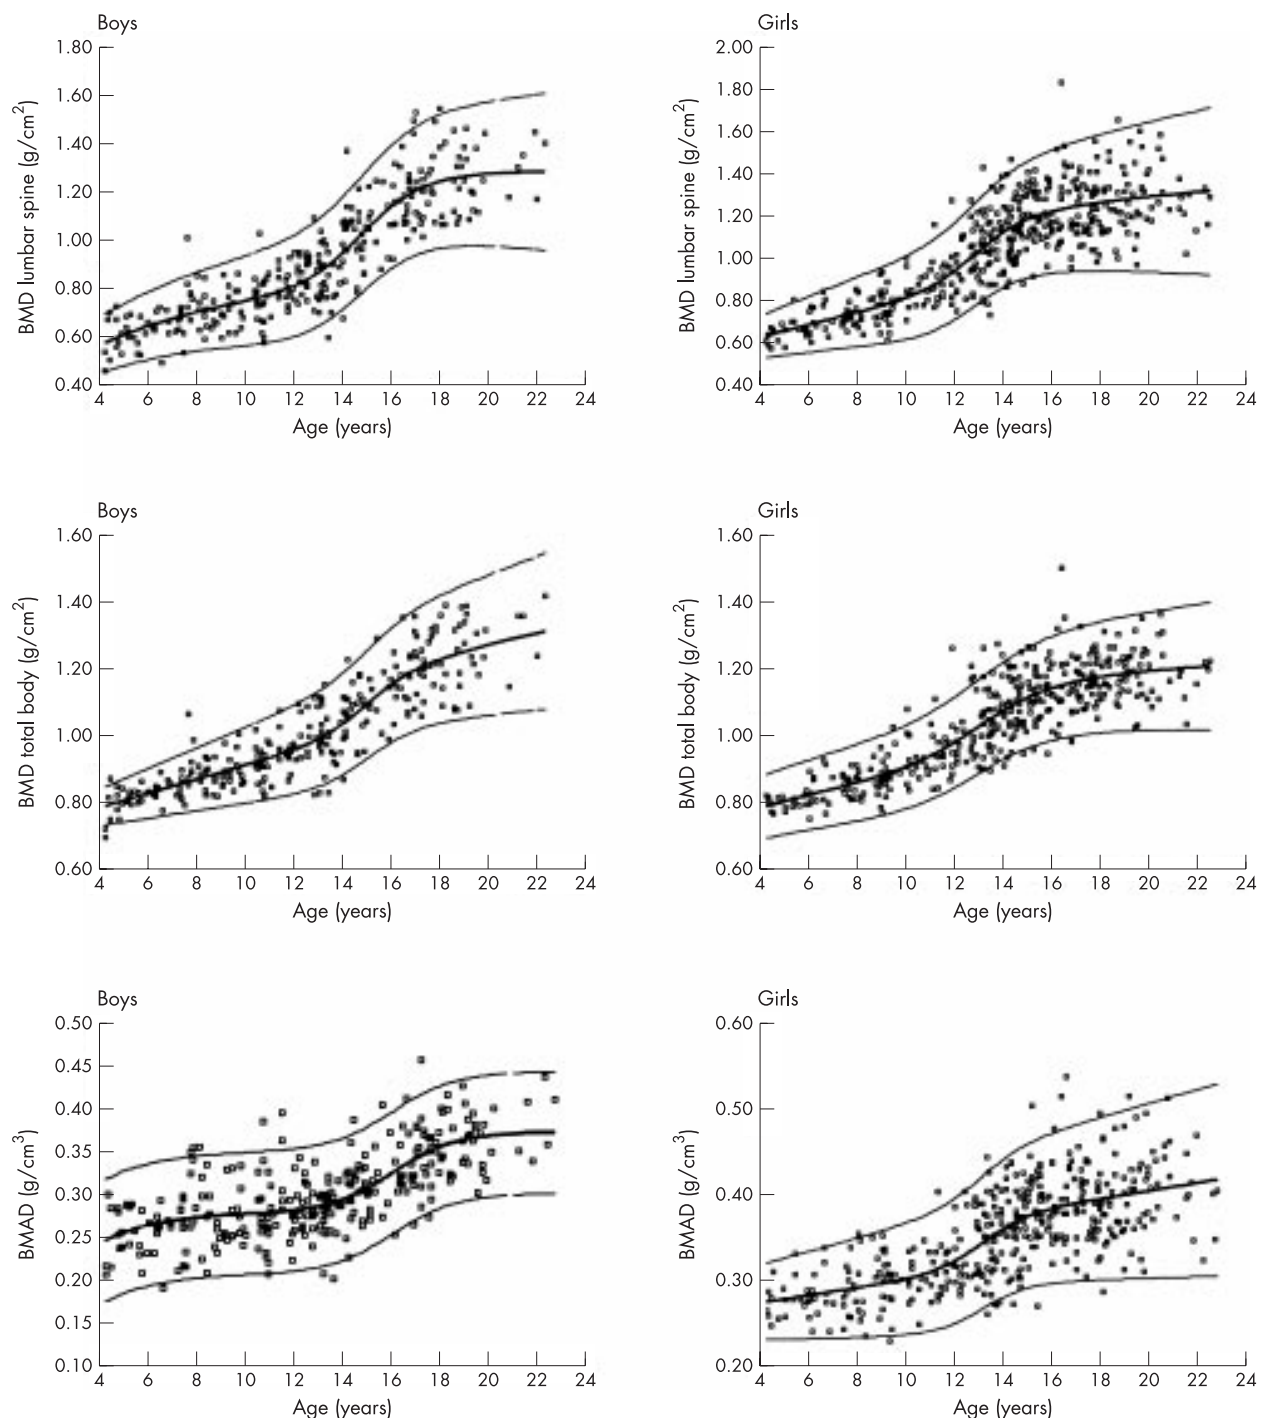 Boys
1.80
1.60
1.40
1.20
1.00
0.80
0.60
0.40
BMD lumbar spine (g/cm²)
4 6 8 10 12 14 16 18 20 22 24
Age (years)
Girls
2.00
1.80
1.60
1.40
1.20
1.00
0.80
0.60
0.40
BMD lumbar spine (g/cm²)
4 6 8 10 12 14 16 18 20 22 24
Age (years)
Boys
1.60
1.40
1.20
1.00
0.80
0.60
BMD total body (g/cm²)
4 6 8 10 12 14 16 18 20 22 24
Age (years)
Girls
1.60
1.40
1.20
1.00
0.80
0.60
BMD total body (g/cm²)
4 6 8 10 12 14 16 18 20 22 24
Age (years)
Boys
0.50
0.45
0.40
0.35
0.30
0.25
0.20
0.15
0.10
BMAD (g/cm³)
4 6 8 10 12 14 16 18 20 22 24
Age (years)
Girls
0.60
0.50
0.40
0.30
0.20
BMAD (g/cm³)
4 6 8 10 12 14 16 18 20 22 24
Age (years)